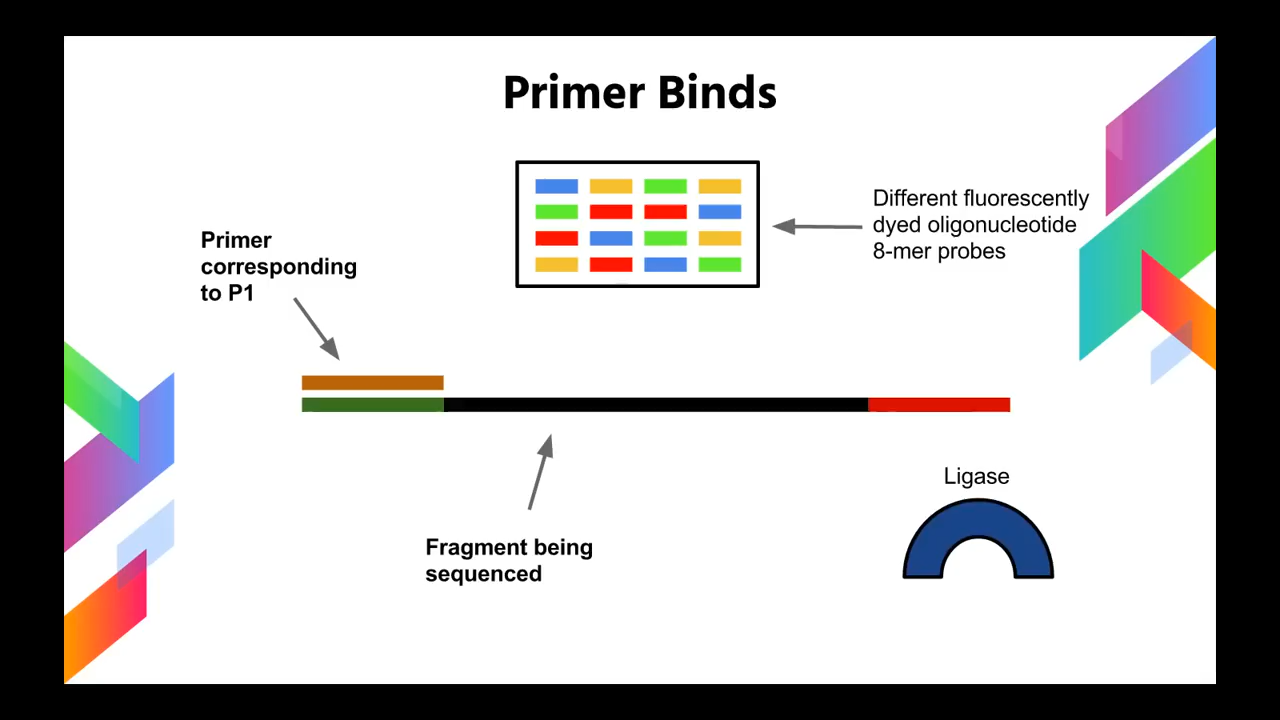 Primer Binds
Different fluorescently
dyed oligonucleotide
8-mer probes
Primer
corresponding
to P1
Ligase
Fragment being
sequenced